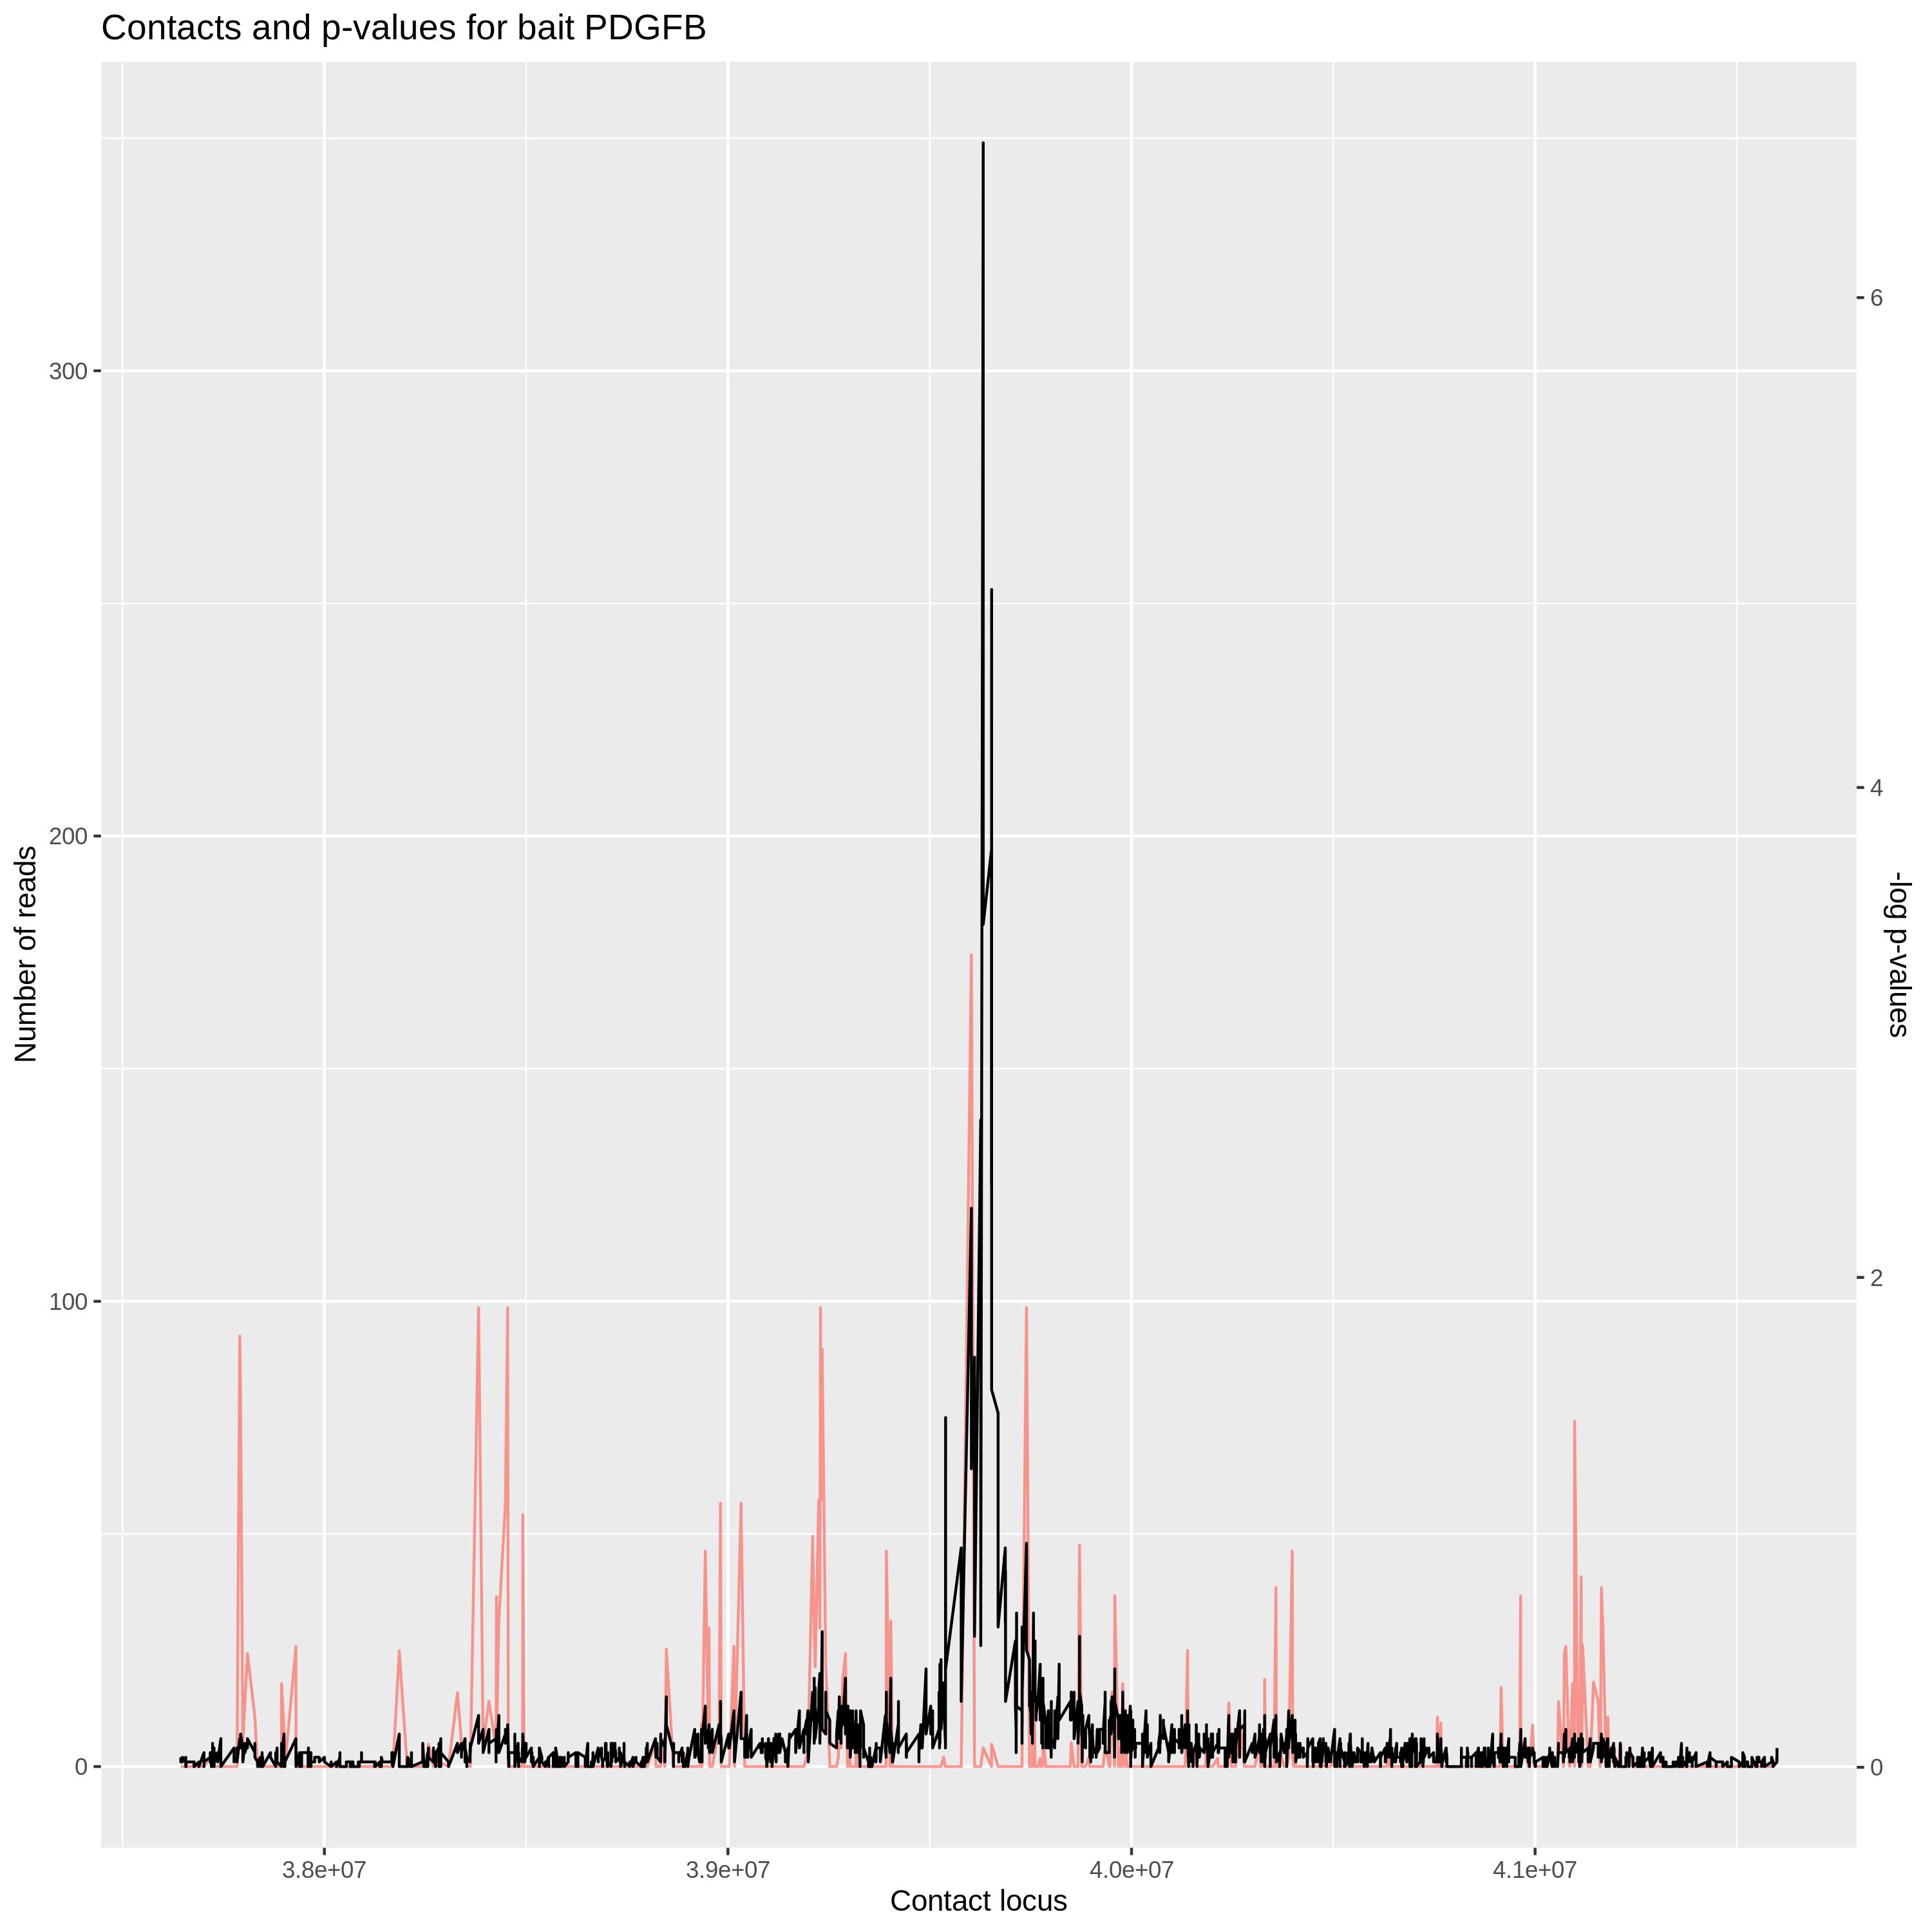 Contacts and p-values for bait PDGFB
Number of reads
300
200
100
0
6
4
2
0
-log p-values
3.8e+07
3.9e+07
4.0e+07
4.1e+07
Contact locus